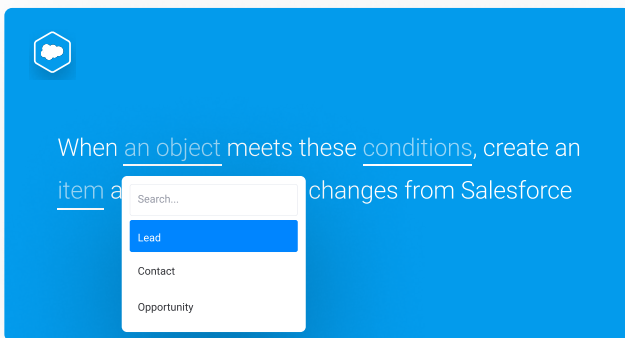 When an object meets these conditions, create an
item a
changes from Salesforce
Search...
Lead
Contact
Opportunity